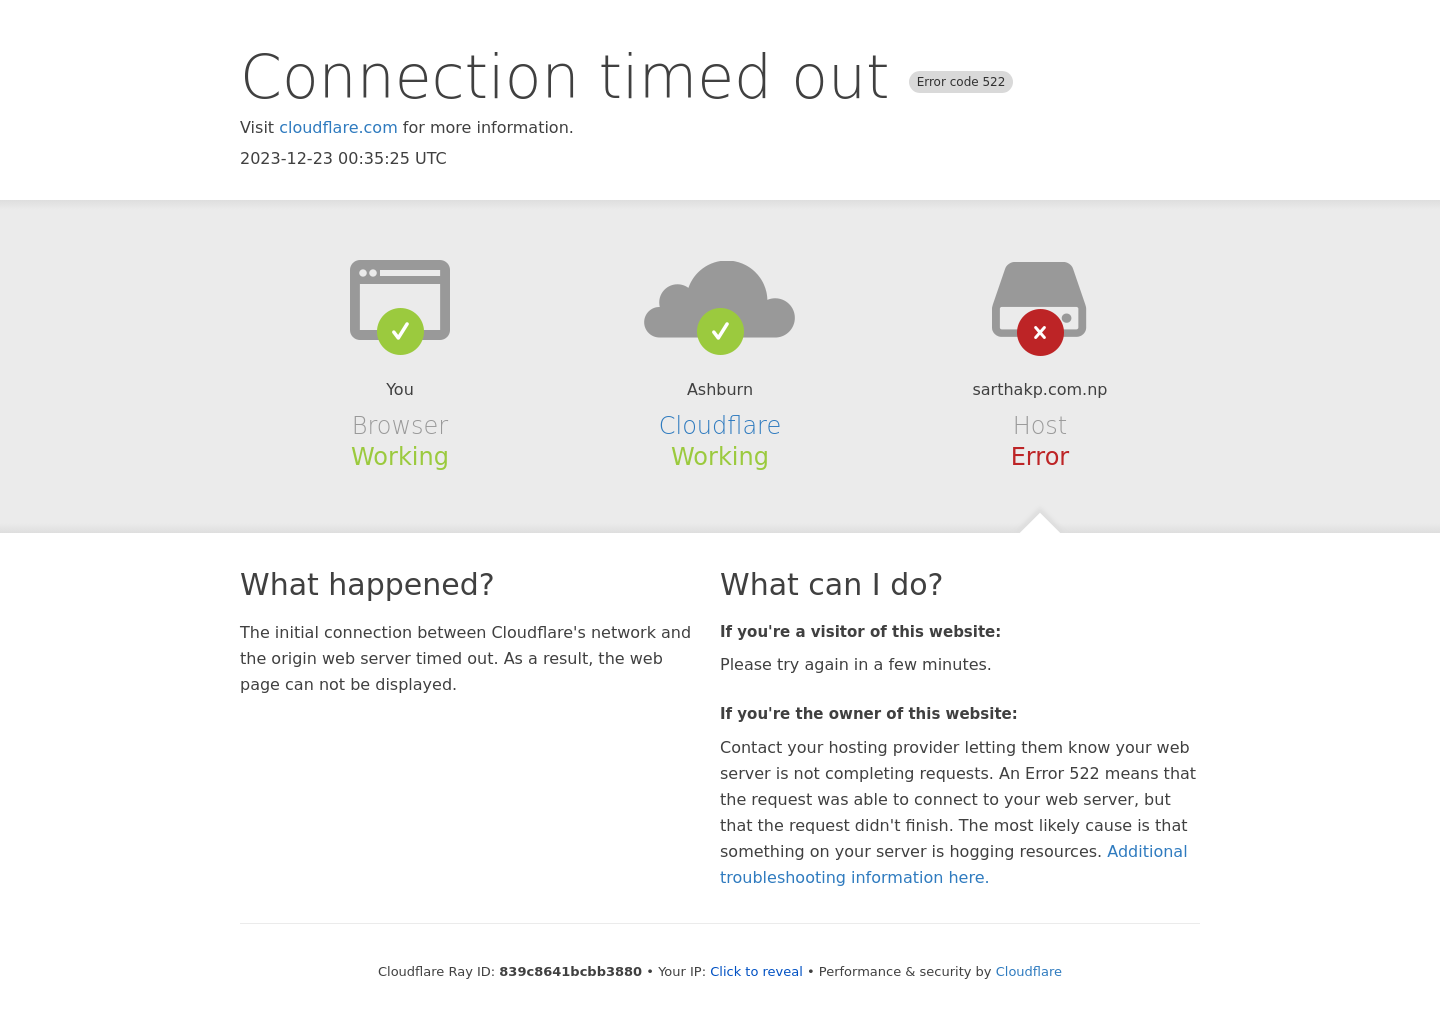 Connection timed out Error code 522
Visit cloudflare.com for more information.
2023-12-23 00:35:25 UTC
You
Browser
Working
Ashburn
Cloudflare
Working
sarthakp.com.np
Host
Error
What happened?
The initial connection between Cloudflare's network and
the origin web server timed out. As a result, the web
page can not be displayed.
What can I do?
If you're a visitor of this website:
Please try again in a few minutes.
If you're the owner of this website:
Contact your hosting provider letting them know your web
server is not completing requests. An Error 522 means that
the request was able to connect to your web server, but
that the request didn't finish. The most likely cause is that
something on your server is hogging resources. Additional
troubleshooting information here.
Cloudflare Ray ID: 839c8641bcbb3880 • Your IP: Click to reveal • Performance & security by Cloudflare